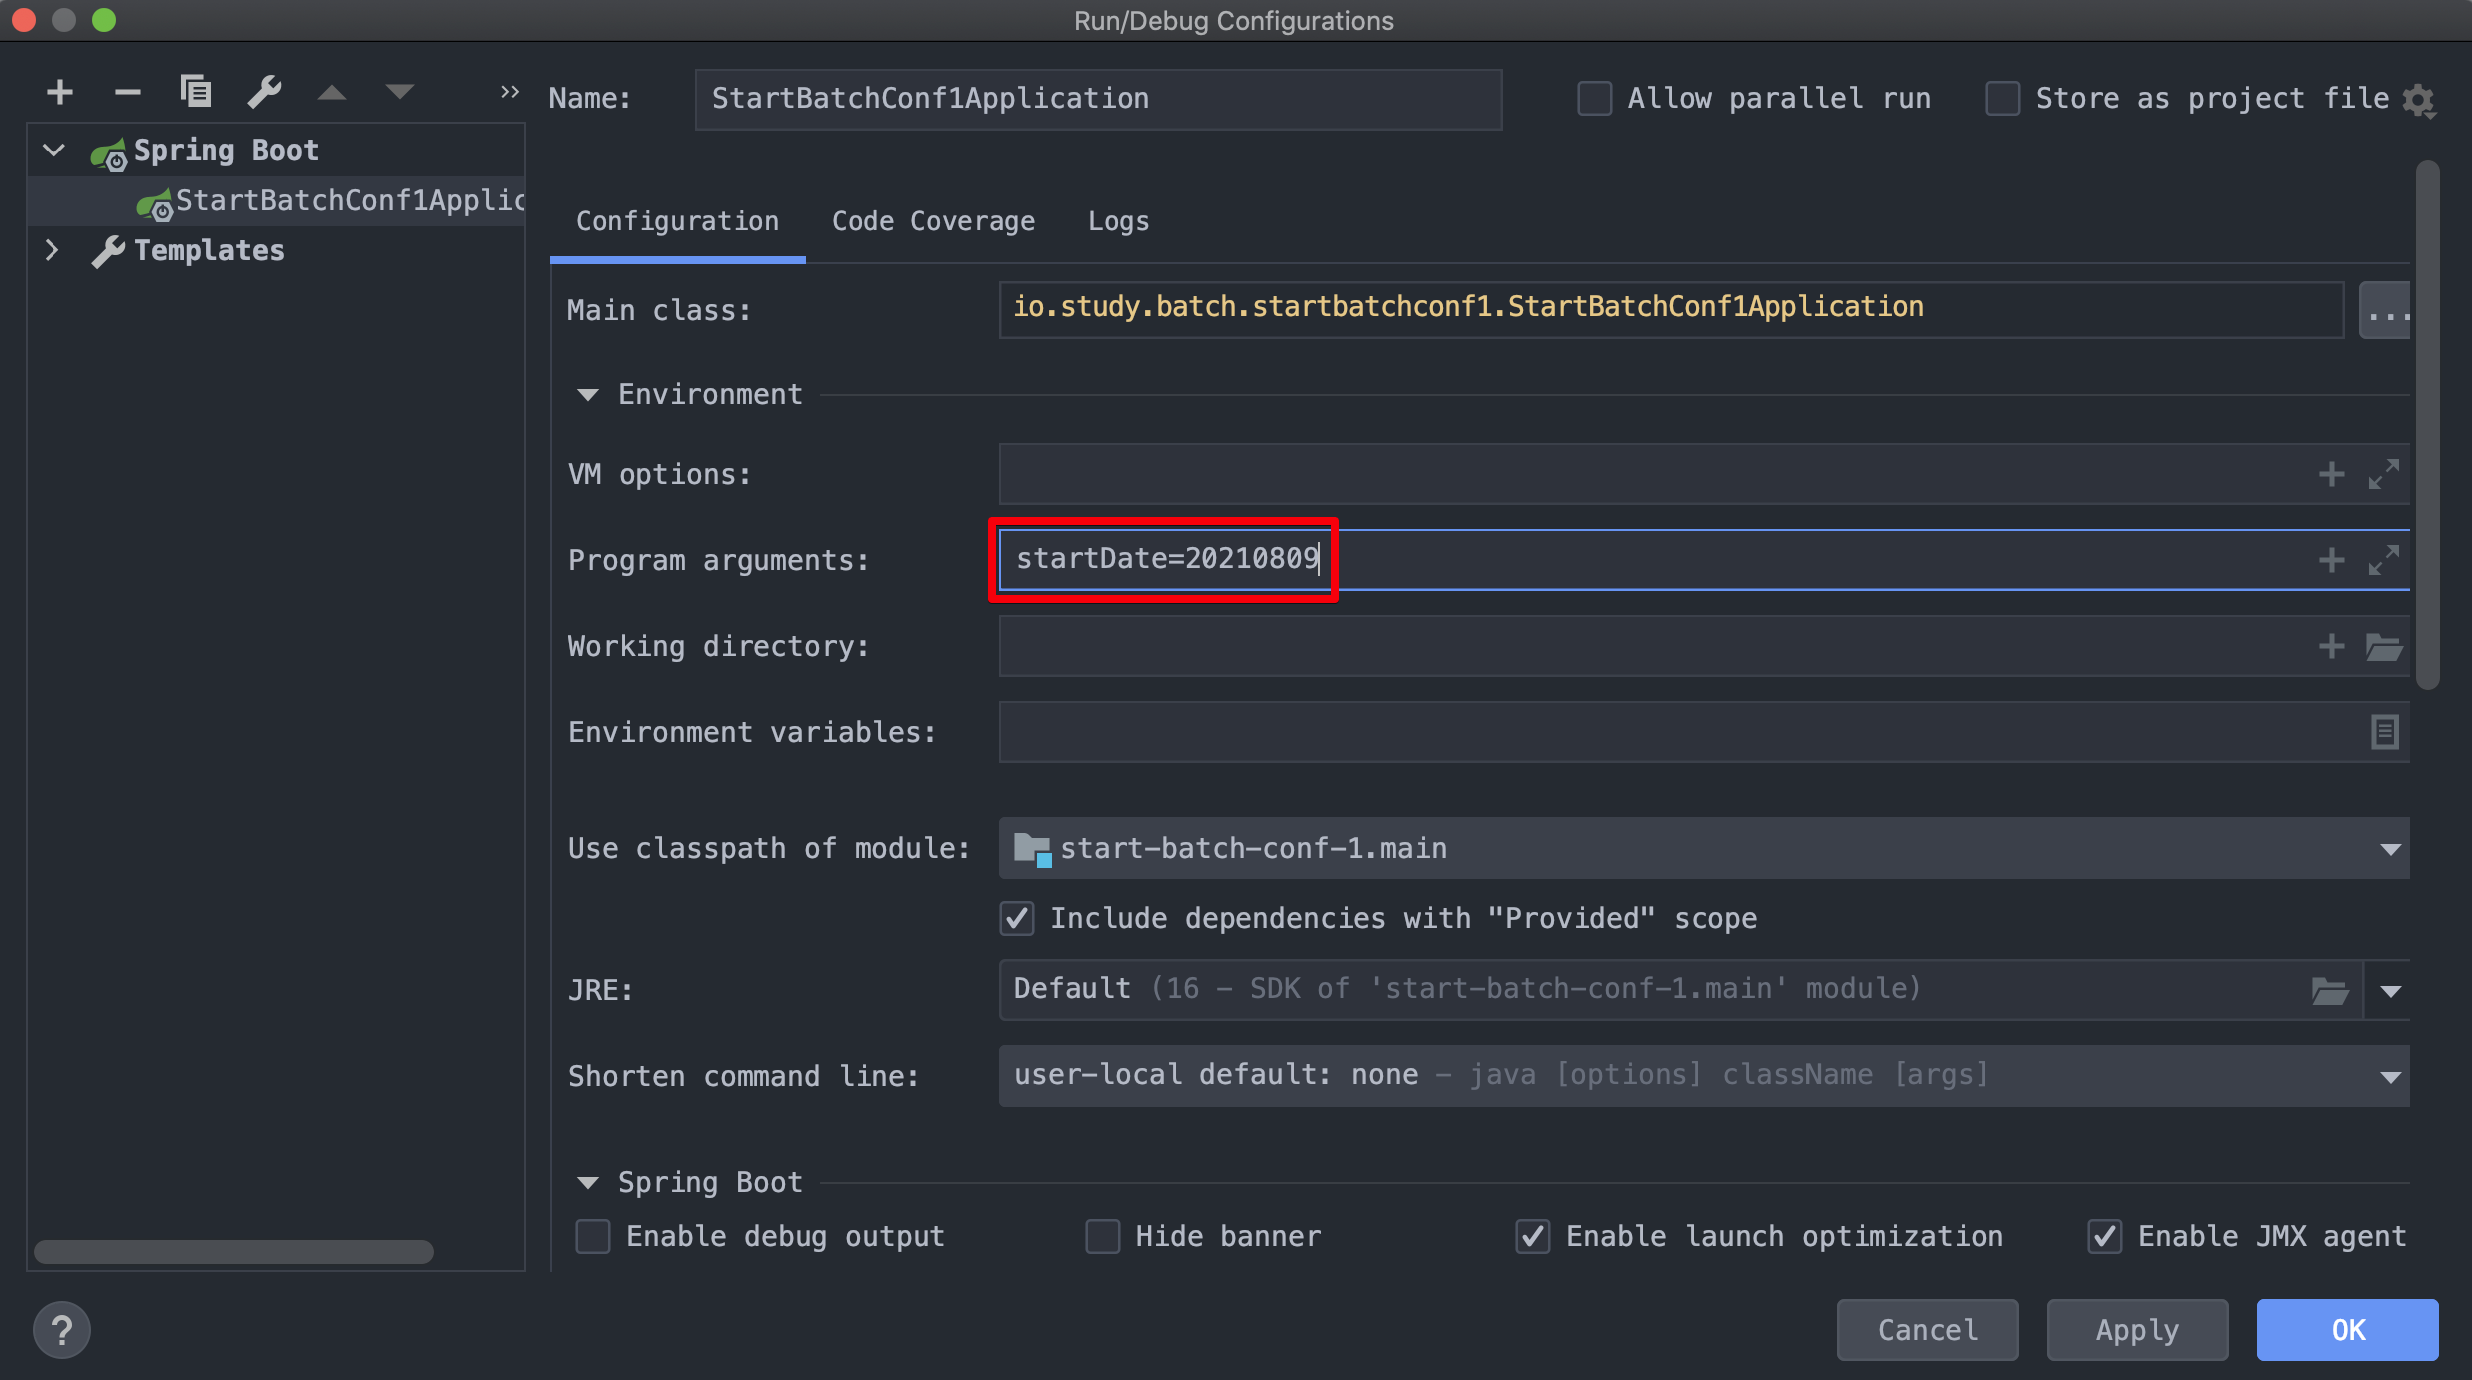 Run/Debug Configurations
Name: StartBatchConf1Application
Allow parallel run
Store as project file
Spring Boot
StartBatchConf1Applic
Templates
Configuration Code Coverage Logs
Main class: io.study.batch.startbatchconf1.StartBatchConf1Application ...
Environment
VM options:
Program arguments: startDate=20210809
Working directory:
Environment variables:
Use classpath of module: start-batch-conf-1.main
Include dependencies with "Provided" scope
JRE: Default (16 – SDK of 'start-batch-conf-1.main' module)
Shorten command line: user-local default: none – java [options] className [args]
Spring Boot
Enable debug output Hide banner Enable launch optimization Enable JMX agent
? Cancel Apply OK